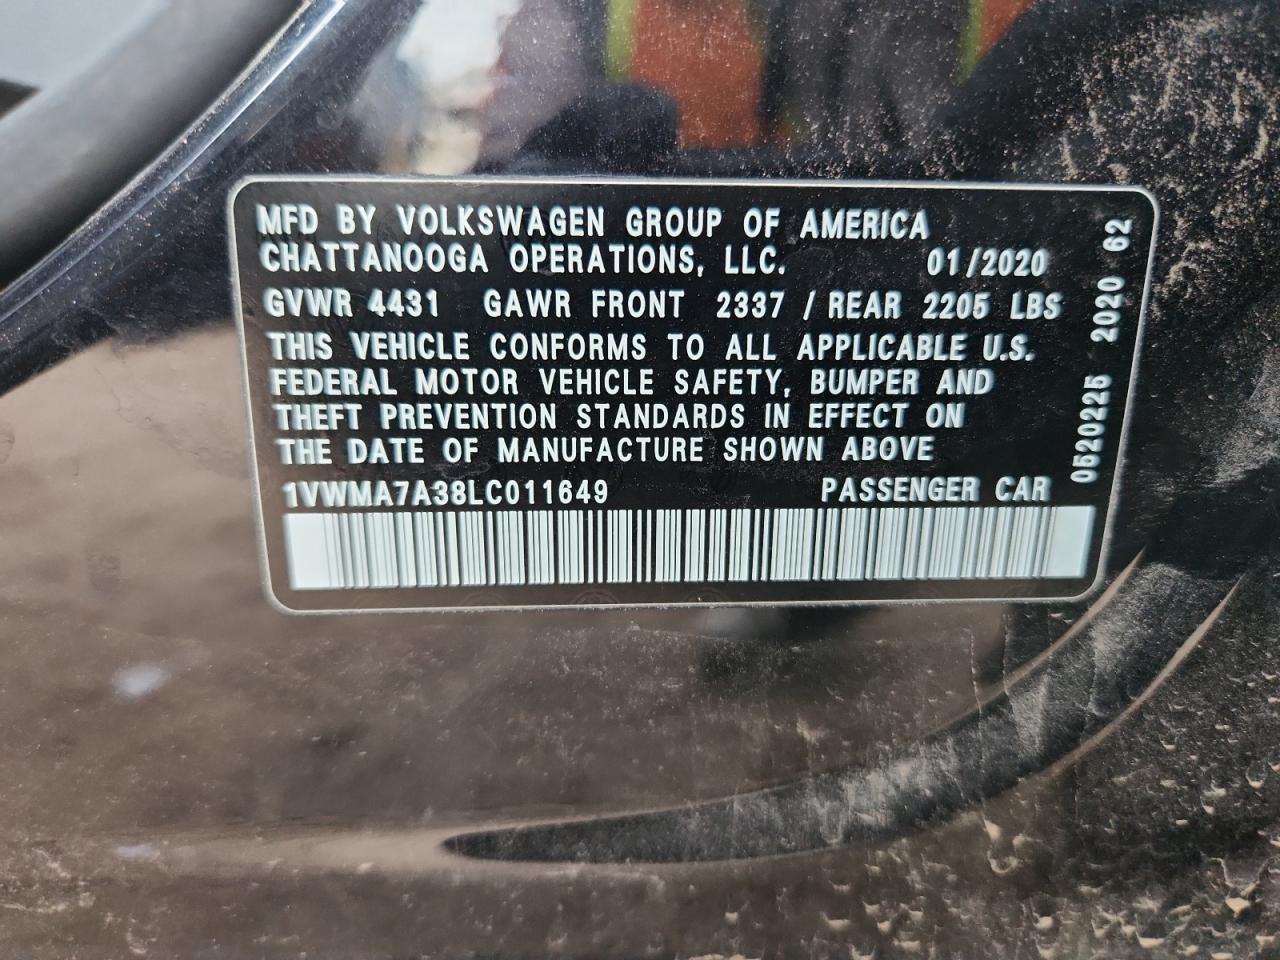 MFD BY VOLKSWAGEN GROUP OF AMERICA
CHATTANOOGA OPERATIONS, LLC. 01/2020
GVWR 4431 GAWR FRONT 2337 / REAR 2205 LBS
THIS VEHICLE CONFORMS TO ALL APPLICABLE U.S.
FEDERAL MOTOR VEHICLE SAFETY, BUMPER AND
THEFT PREVENTION STANDARDS IN EFFECT ON
THE DATE OF MANUFACTURE SHOWN ABOVE
1VWMA7A38LC011649 PASSENGER CAR
0520225 2020 62